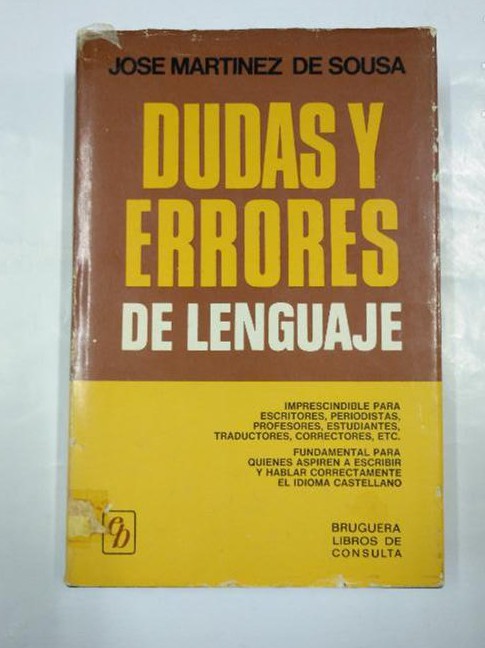 JOSE MARTINEZ DE SOUSA
DUDAS Y
ERRORES
DE LENGUAJE
IMPRESCINDIBLE PARA
ESCRITORES, PERIODISTAS,
PROFESORES, ESTUDIANTES,
TRADUCTORES, CORRECTORES, ETC.
FUNDAMENTAL PARA
QUIENES ASPIREN A ESCRIBIR
Y HABLAR CORRECTAMENTE
EL IDIOMA CASTELLANO
eb
BRUGUERA
LIBROS DE
CONSULTA